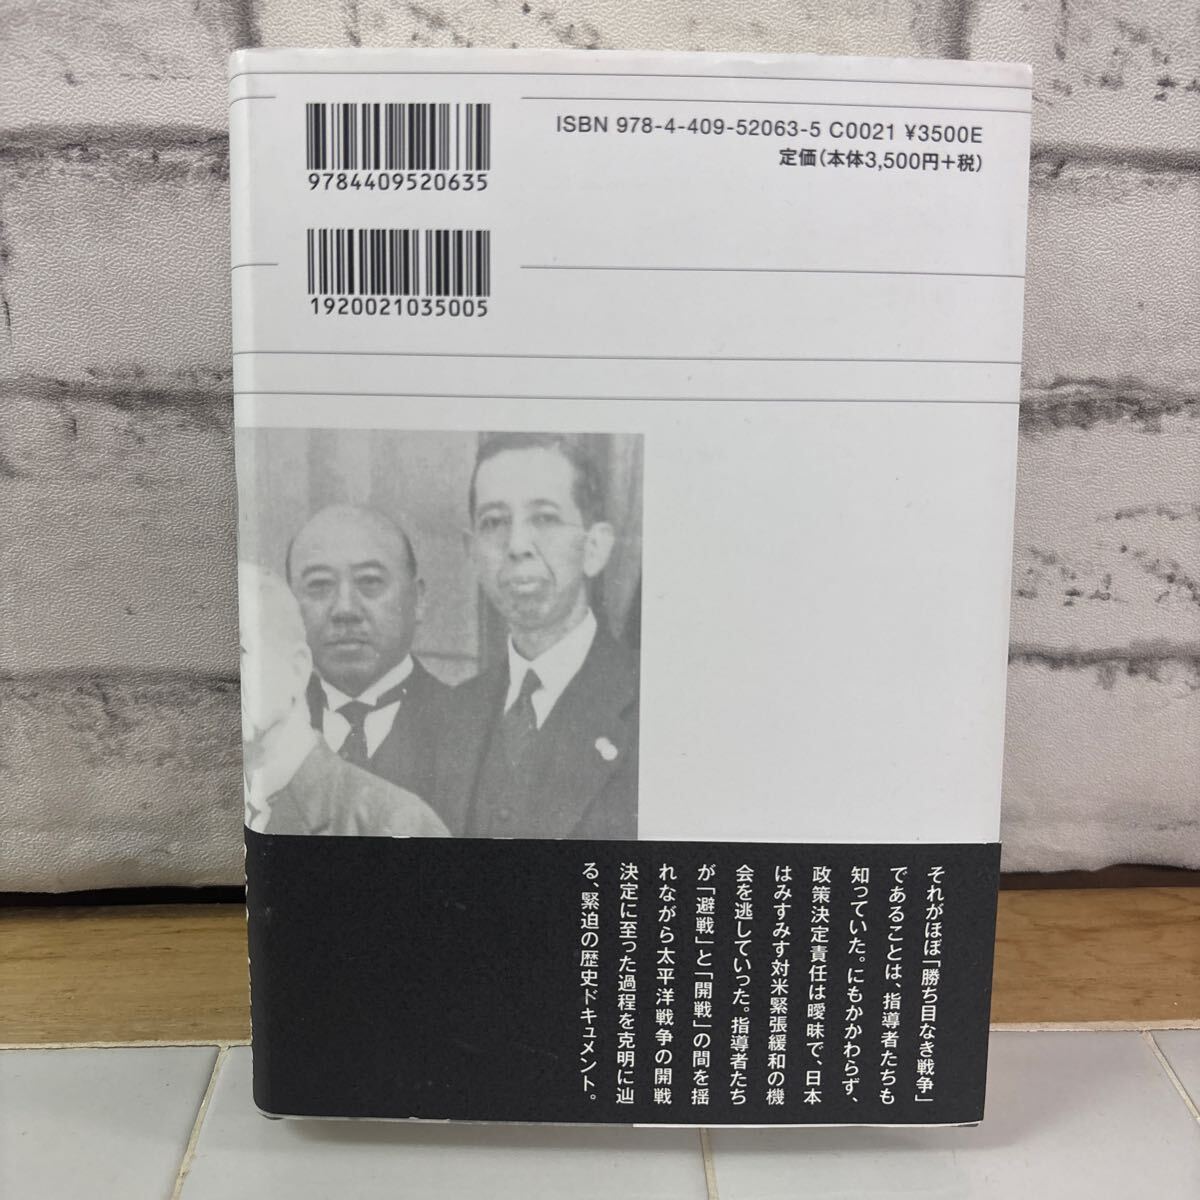 ISBN 978-4-409-52063-5 C0021 ¥3500E
定価(本体3,500円+税)
9784409520635
1920021035005
それがほぼ「勝ち目なき戦争」
であることは、指導者たちも
知っていた。にもかかわらず、
政策決定責任は曖昧で、日本
はみすみす対米緊張緩和の機
会を逃していった。指導者たち
が「避戦」と「開戦」の間を揺
れながら太平洋戦争の開戦
決定に至った過程を克明に辿
る、緊迫の歴史ドキュメント。